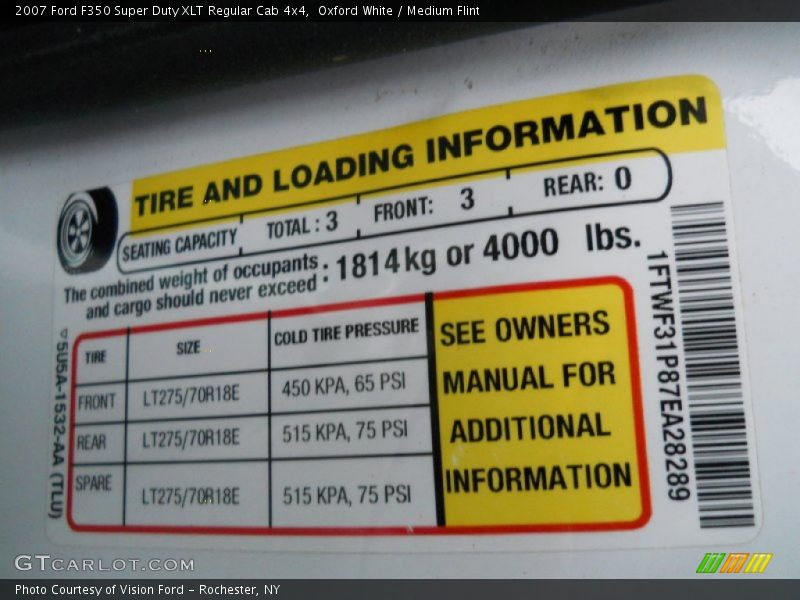 2007 Ford F350 Super Duty XLT Regular Cab 4x4,  Oxford White / Medium Flint
TIRE AND LOADING INFORMATION
SEATING CAPACITY TOTAL : 3 FRONT: 3 REAR: 0
The combined weight of occupants
and cargo should never exceed : 1814 kg or 4000 lbs.
TIRE SIZE COLD TIRE PRESSURE
FRONT LT275/70R18E 450 KPA, 65 PSI
REAR LT275/70R18E 515 KPA, 75 PSI
SPARE LT275/70R18E 515 KPA, 75 PSI
SEE OWNERS
MANUAL FOR
ADDITIONAL
INFORMATION
5U5A-1532-AA (TLU)
1FTWF31P87EA28289
GTCARLOT.COM
Photo Courtesy of Vision Ford - Rochester, NY